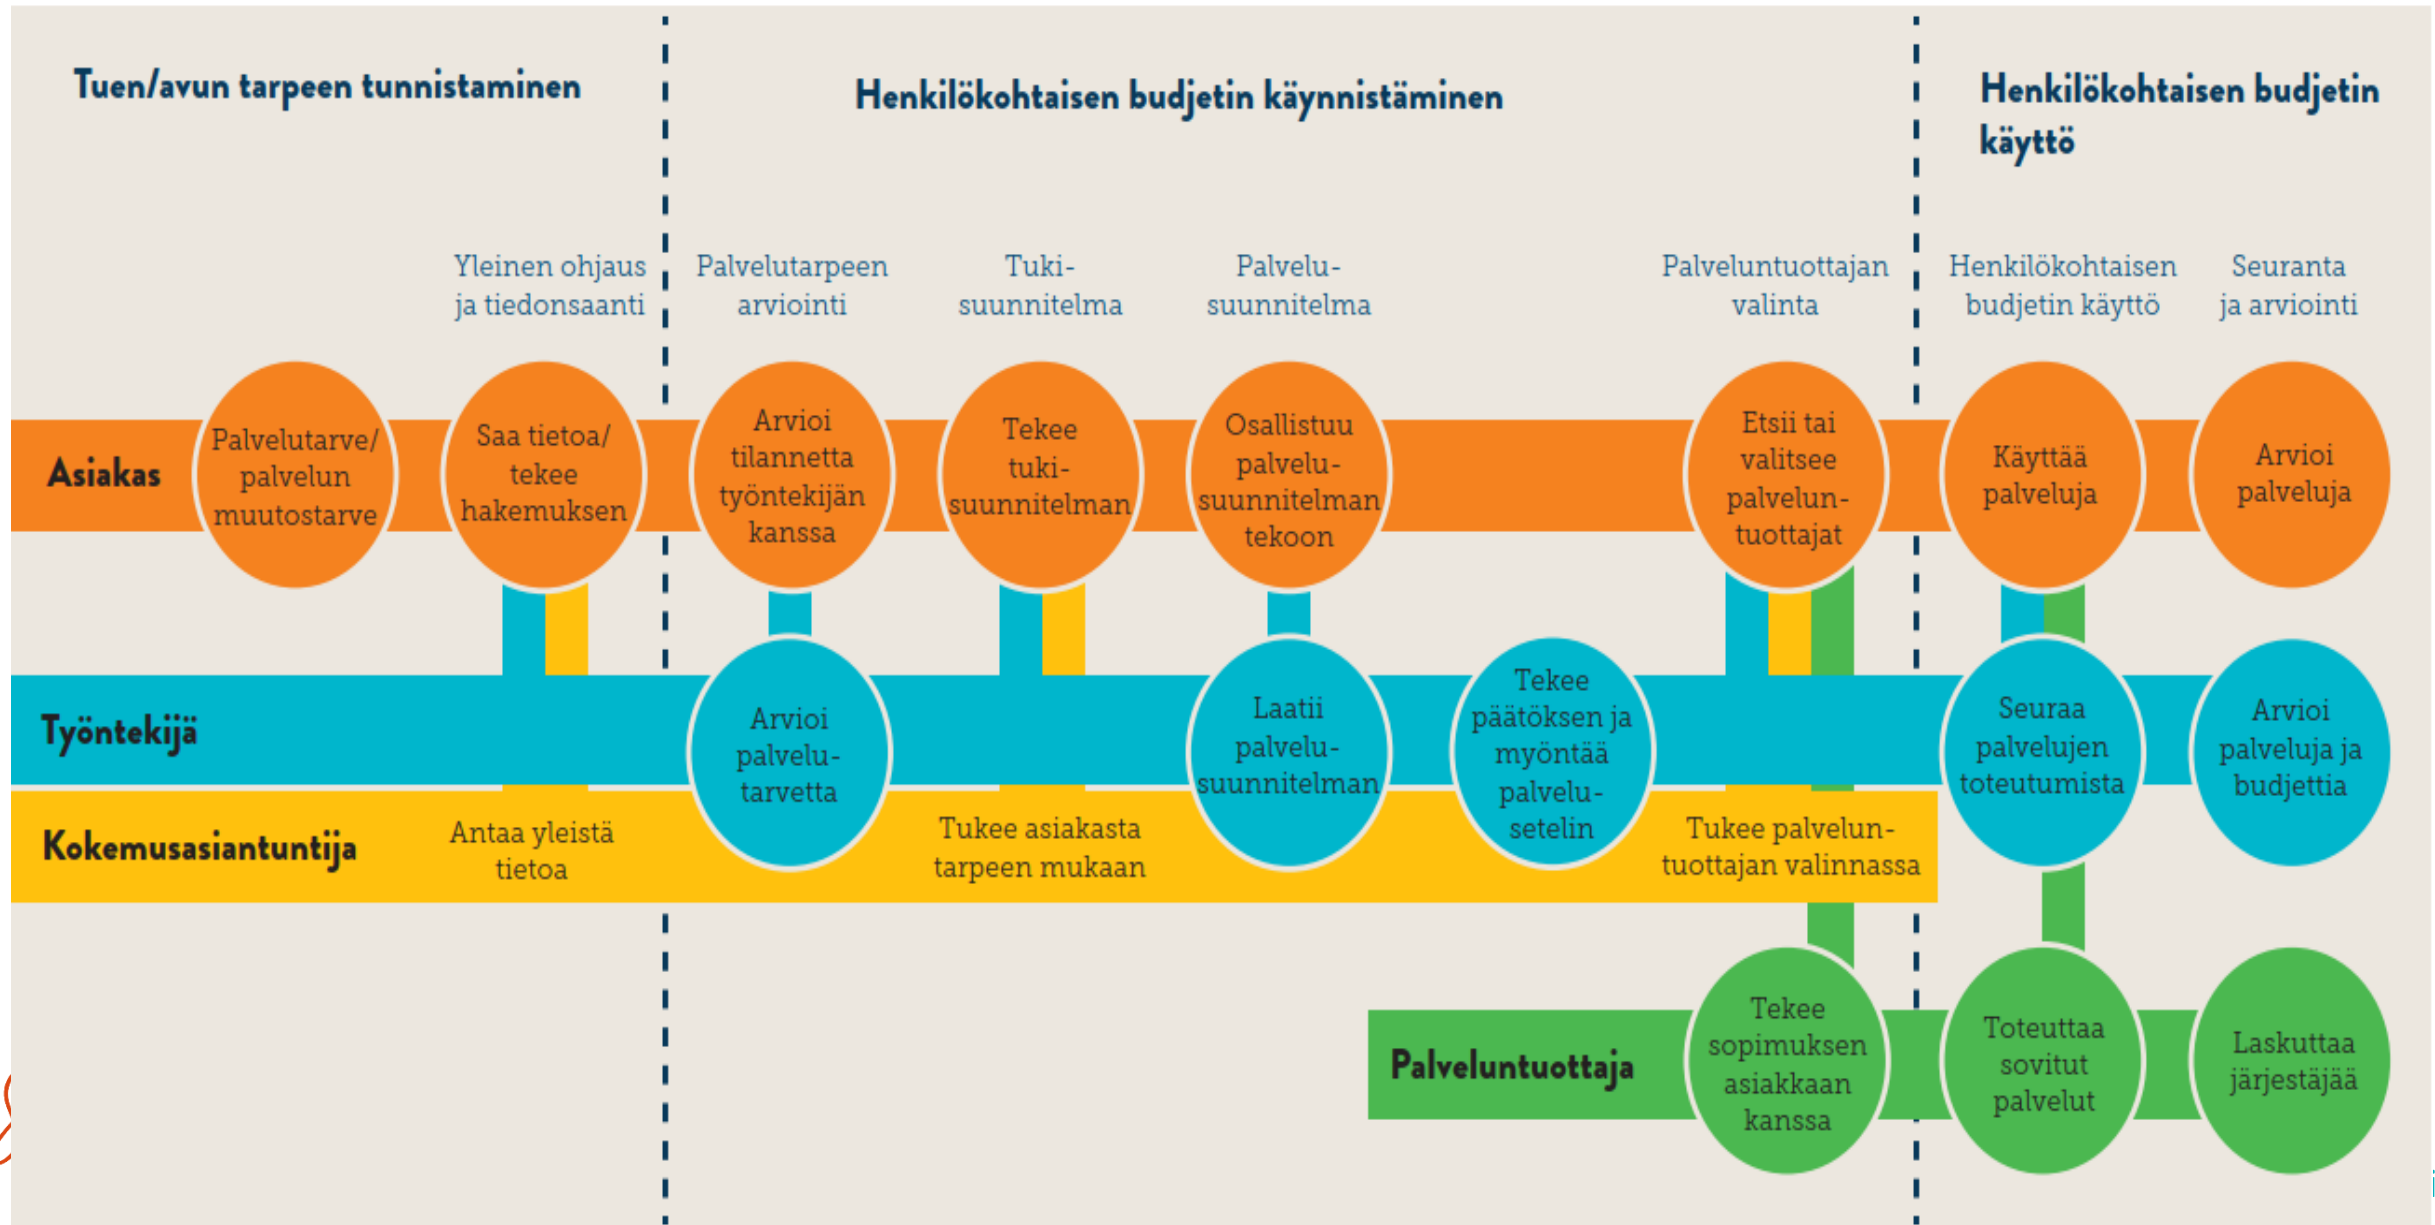 Tuen/avun tarpeen tunnistaminen
Henkilökohtaisen budjetin käynnistäminen
Henkilökohtaisen budjetin
käyttö
Yleinen ohjaus
ja tiedonsaanti
Palvelutarpeen
arviointi
Tuki-
suunnitelma
Palvelu-
suunnitelma
Palveluntuottajan
valinta
Henkilökohtaisen
budjetin käyttö
Seuranta
ja arviointi
Asiakas
Palvelutarve/
palvelun
muutostarve
Saa tietoa/
tekee
hakemuksen
Arvioi
tilannetta
työntekijän
kanssa
Tekee
tuki-
suunnitelman
Osallistuu
palvelu-
suunnitelman
tekoon
Etsii tai
valitsee
palvelun-
tuottajat
Käyttää
palveluja
Arvioi
palveluja
Työntekijä
Arvioi
palvelu-
tarvetta
Laatii
palvelu-
suunnitelman
Tekee
päätöksen ja
myöntää
palvelu-
setelin
Seuraa
palvelujen
toteutumista
Arvioi
palveluja ja
budjettia
Kokemusasiantuntija
Antaa yleistä
tietoa
Tukee asiakasta
tarpeen mukaan
Tukee palvelun-
tuottajan valinnassa
Palveluntuottaja
Tekee
sopimuksen
asiakkaan
kanssa
Toteuttaa
sovitut
palvelut
Laskuttaa
järjestäjää